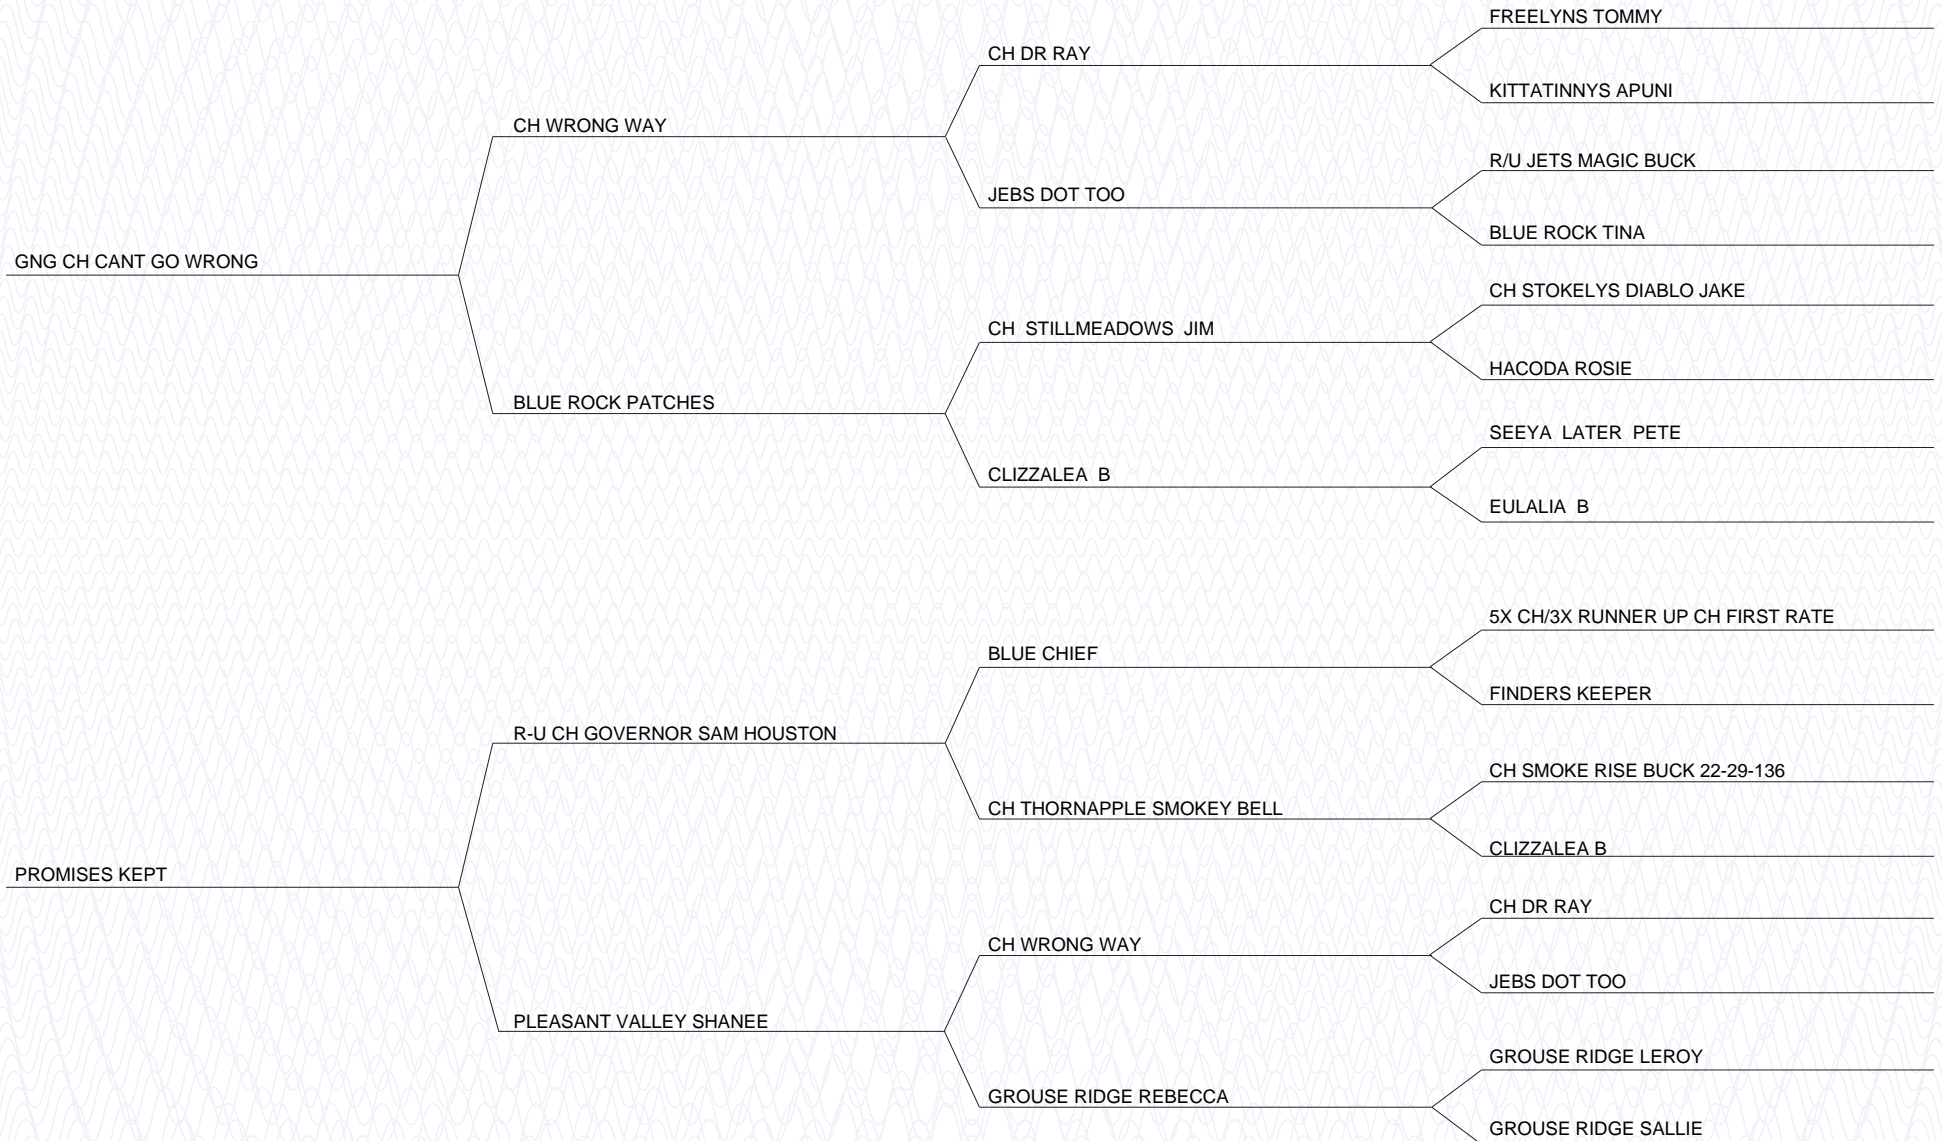 FREELYNS TOMMY
CH DR RAY
KITTATINNYS APUNI
CH WRONG WAY
R/U JETS MAGIC BUCK
JEBS DOT TOO
BLUE ROCK TINA
GNG CH CANT GO WRONG
CH STOKELYS DIABLO JAKE
CH  STILLMEADOWS  JIM
HACODA ROSIE
BLUE ROCK PATCHES
SEEYA  LATER  PETE
CLIZZALEA  B
EULALIA  B
5X CH/3X RUNNER UP CH FIRST RATE
BLUE CHIEF
FINDERS KEEPER
R-U CH GOVERNOR SAM HOUSTON
CH SMOKE RISE BUCK 22-29-136
CH THORNAPPLE SMOKEY BELL
CLIZZALEA B
PROMISES KEPT
CH DR RAY
CH WRONG WAY
JEBS DOT TOO
PLEASANT VALLEY SHANEE
GROUSE RIDGE LEROY
GROUSE RIDGE REBECCA
GROUSE RIDGE SALLIE